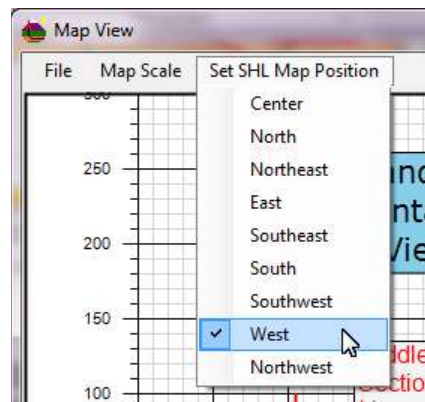 Map View
File Map Scale Set SHL Map Position
Center
North
250
Northeast
East
200
Southeast
South
150
Southwest
West
Northwest
100